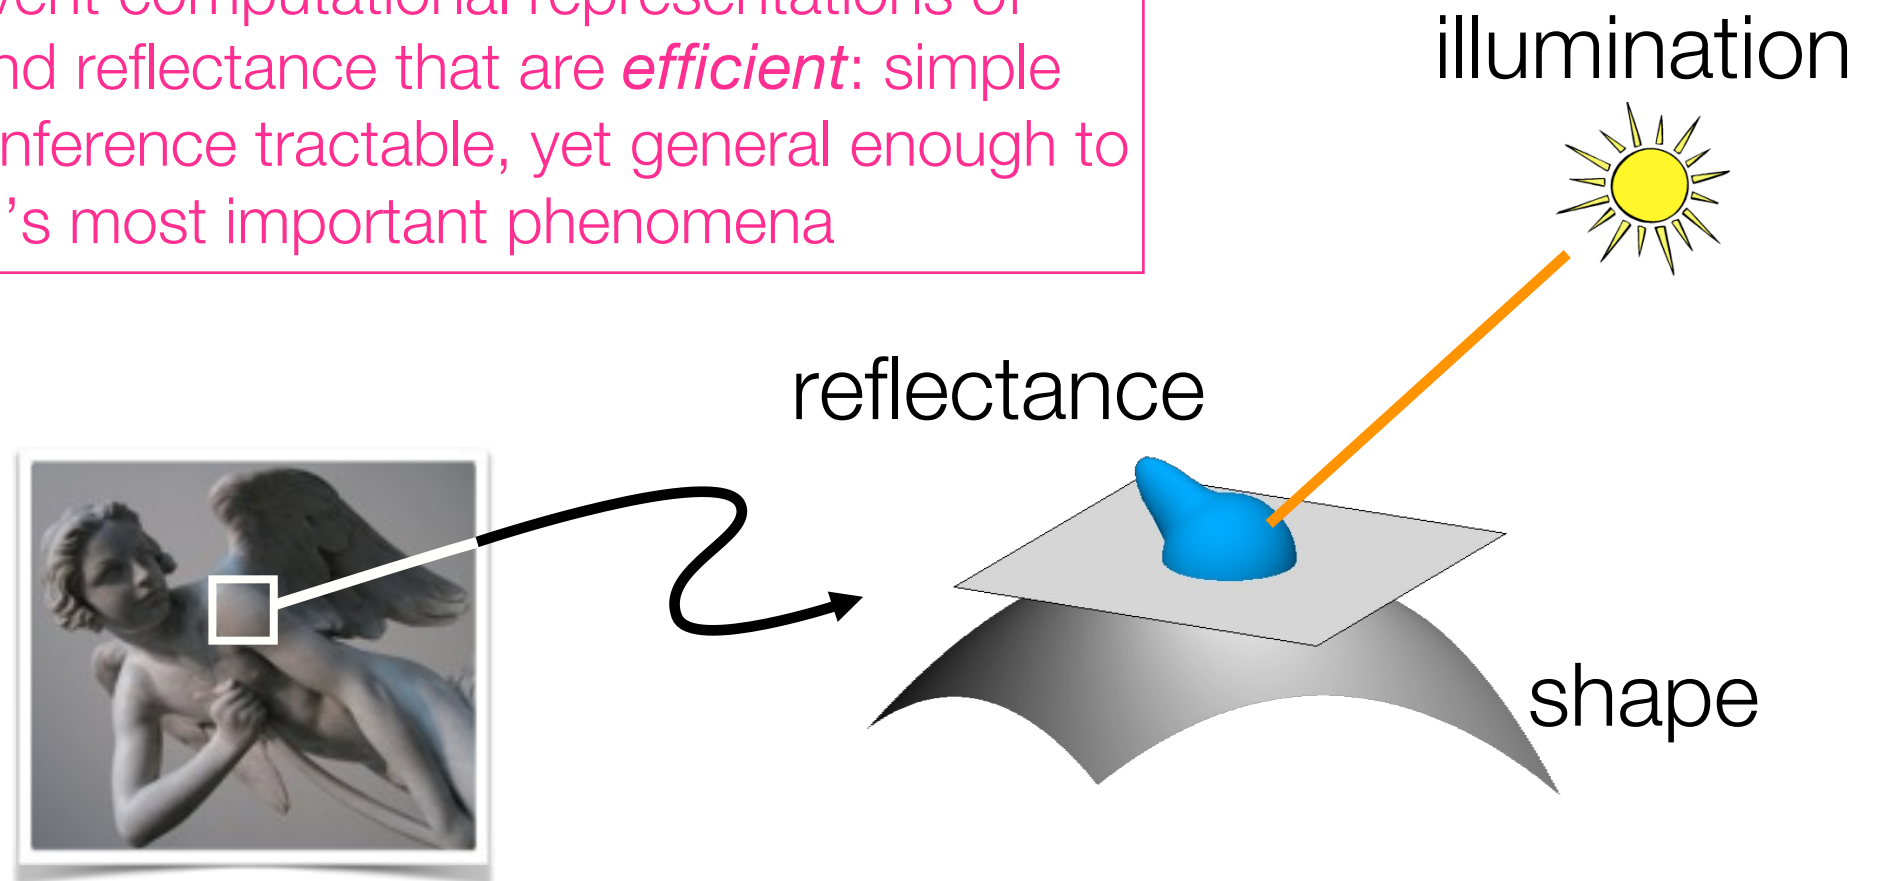 nd reflectance that are efficient: simple
nference tractable, yet general enough to
's most important phenomena
illumination
reflectance
shape